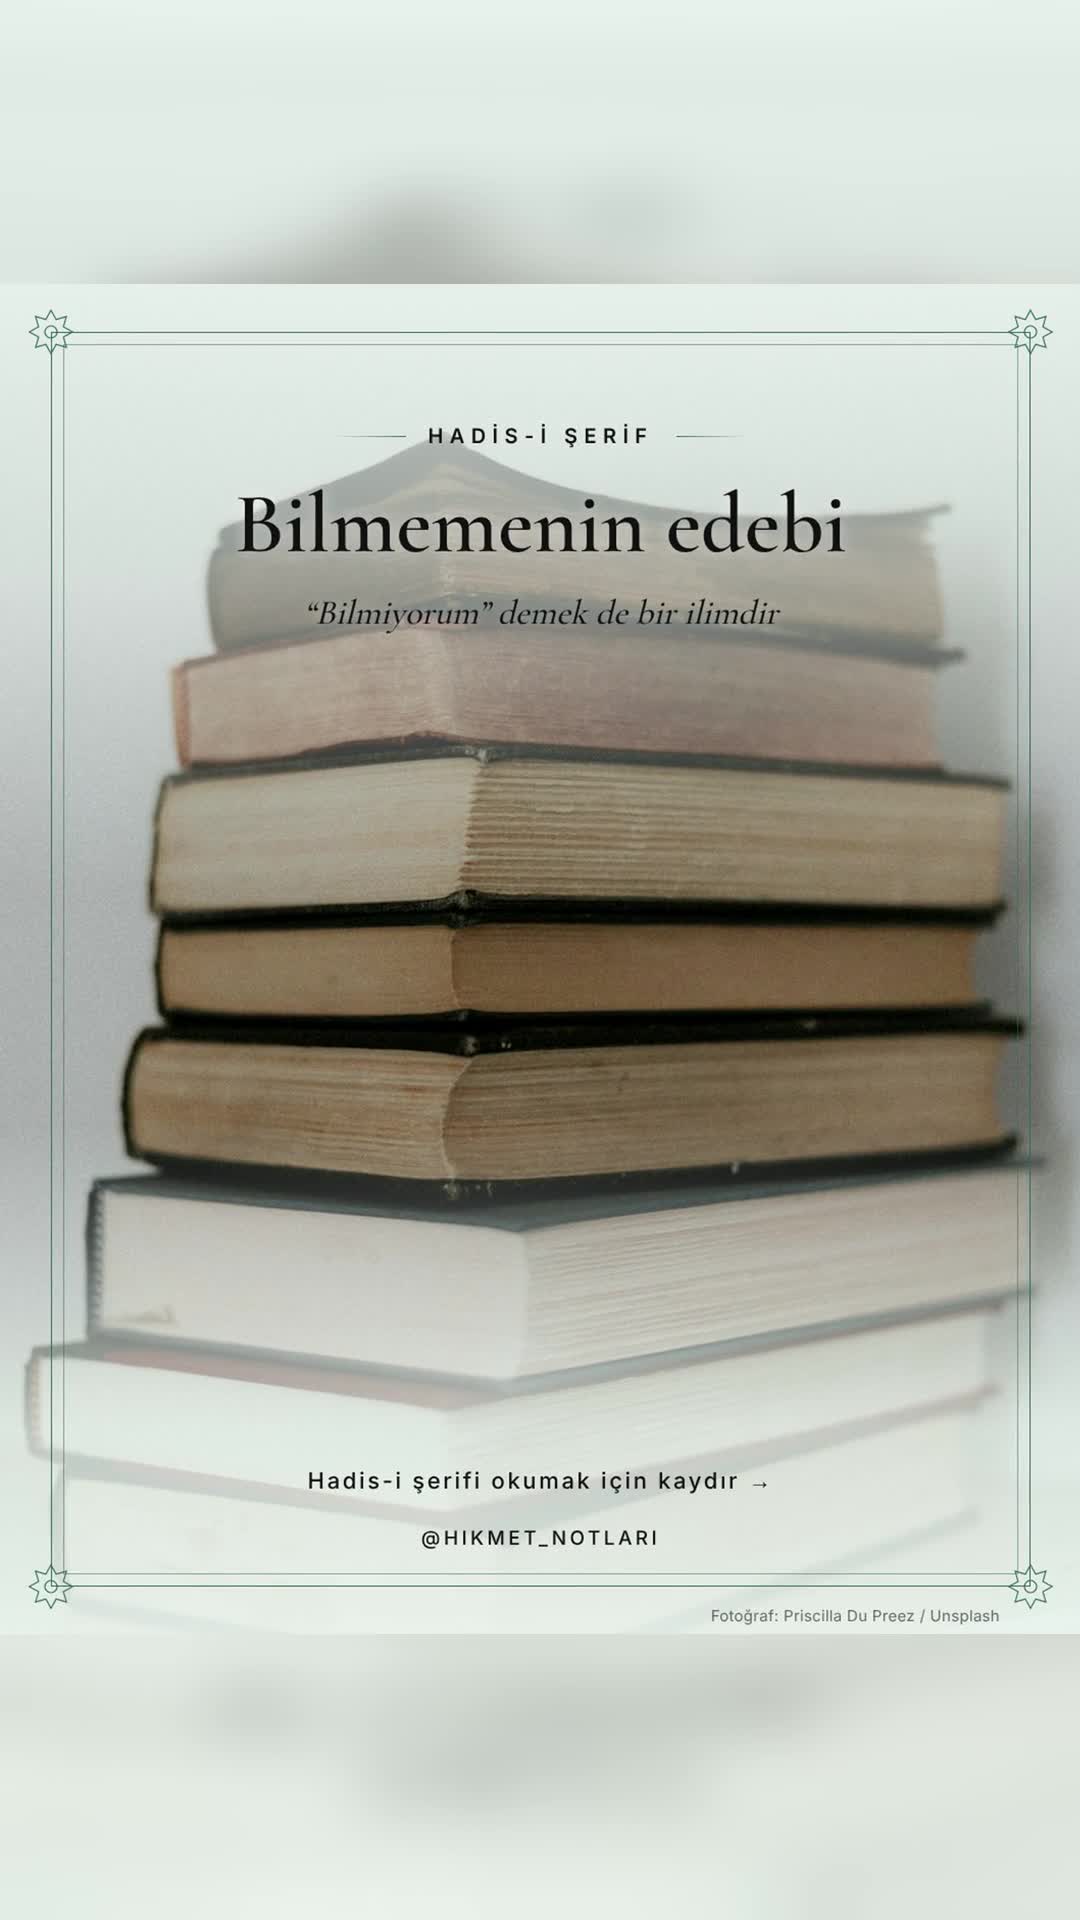 HADİS-İ ŞERİF
Bilmemenin edebi
“Bilmiyorum” demek de bir ilimdir
Hadis-i şerifi okumak için kaydır →
@HIKMET_NOTLARI
Fotoğraf: Priscilla Du Preez / Unsplash